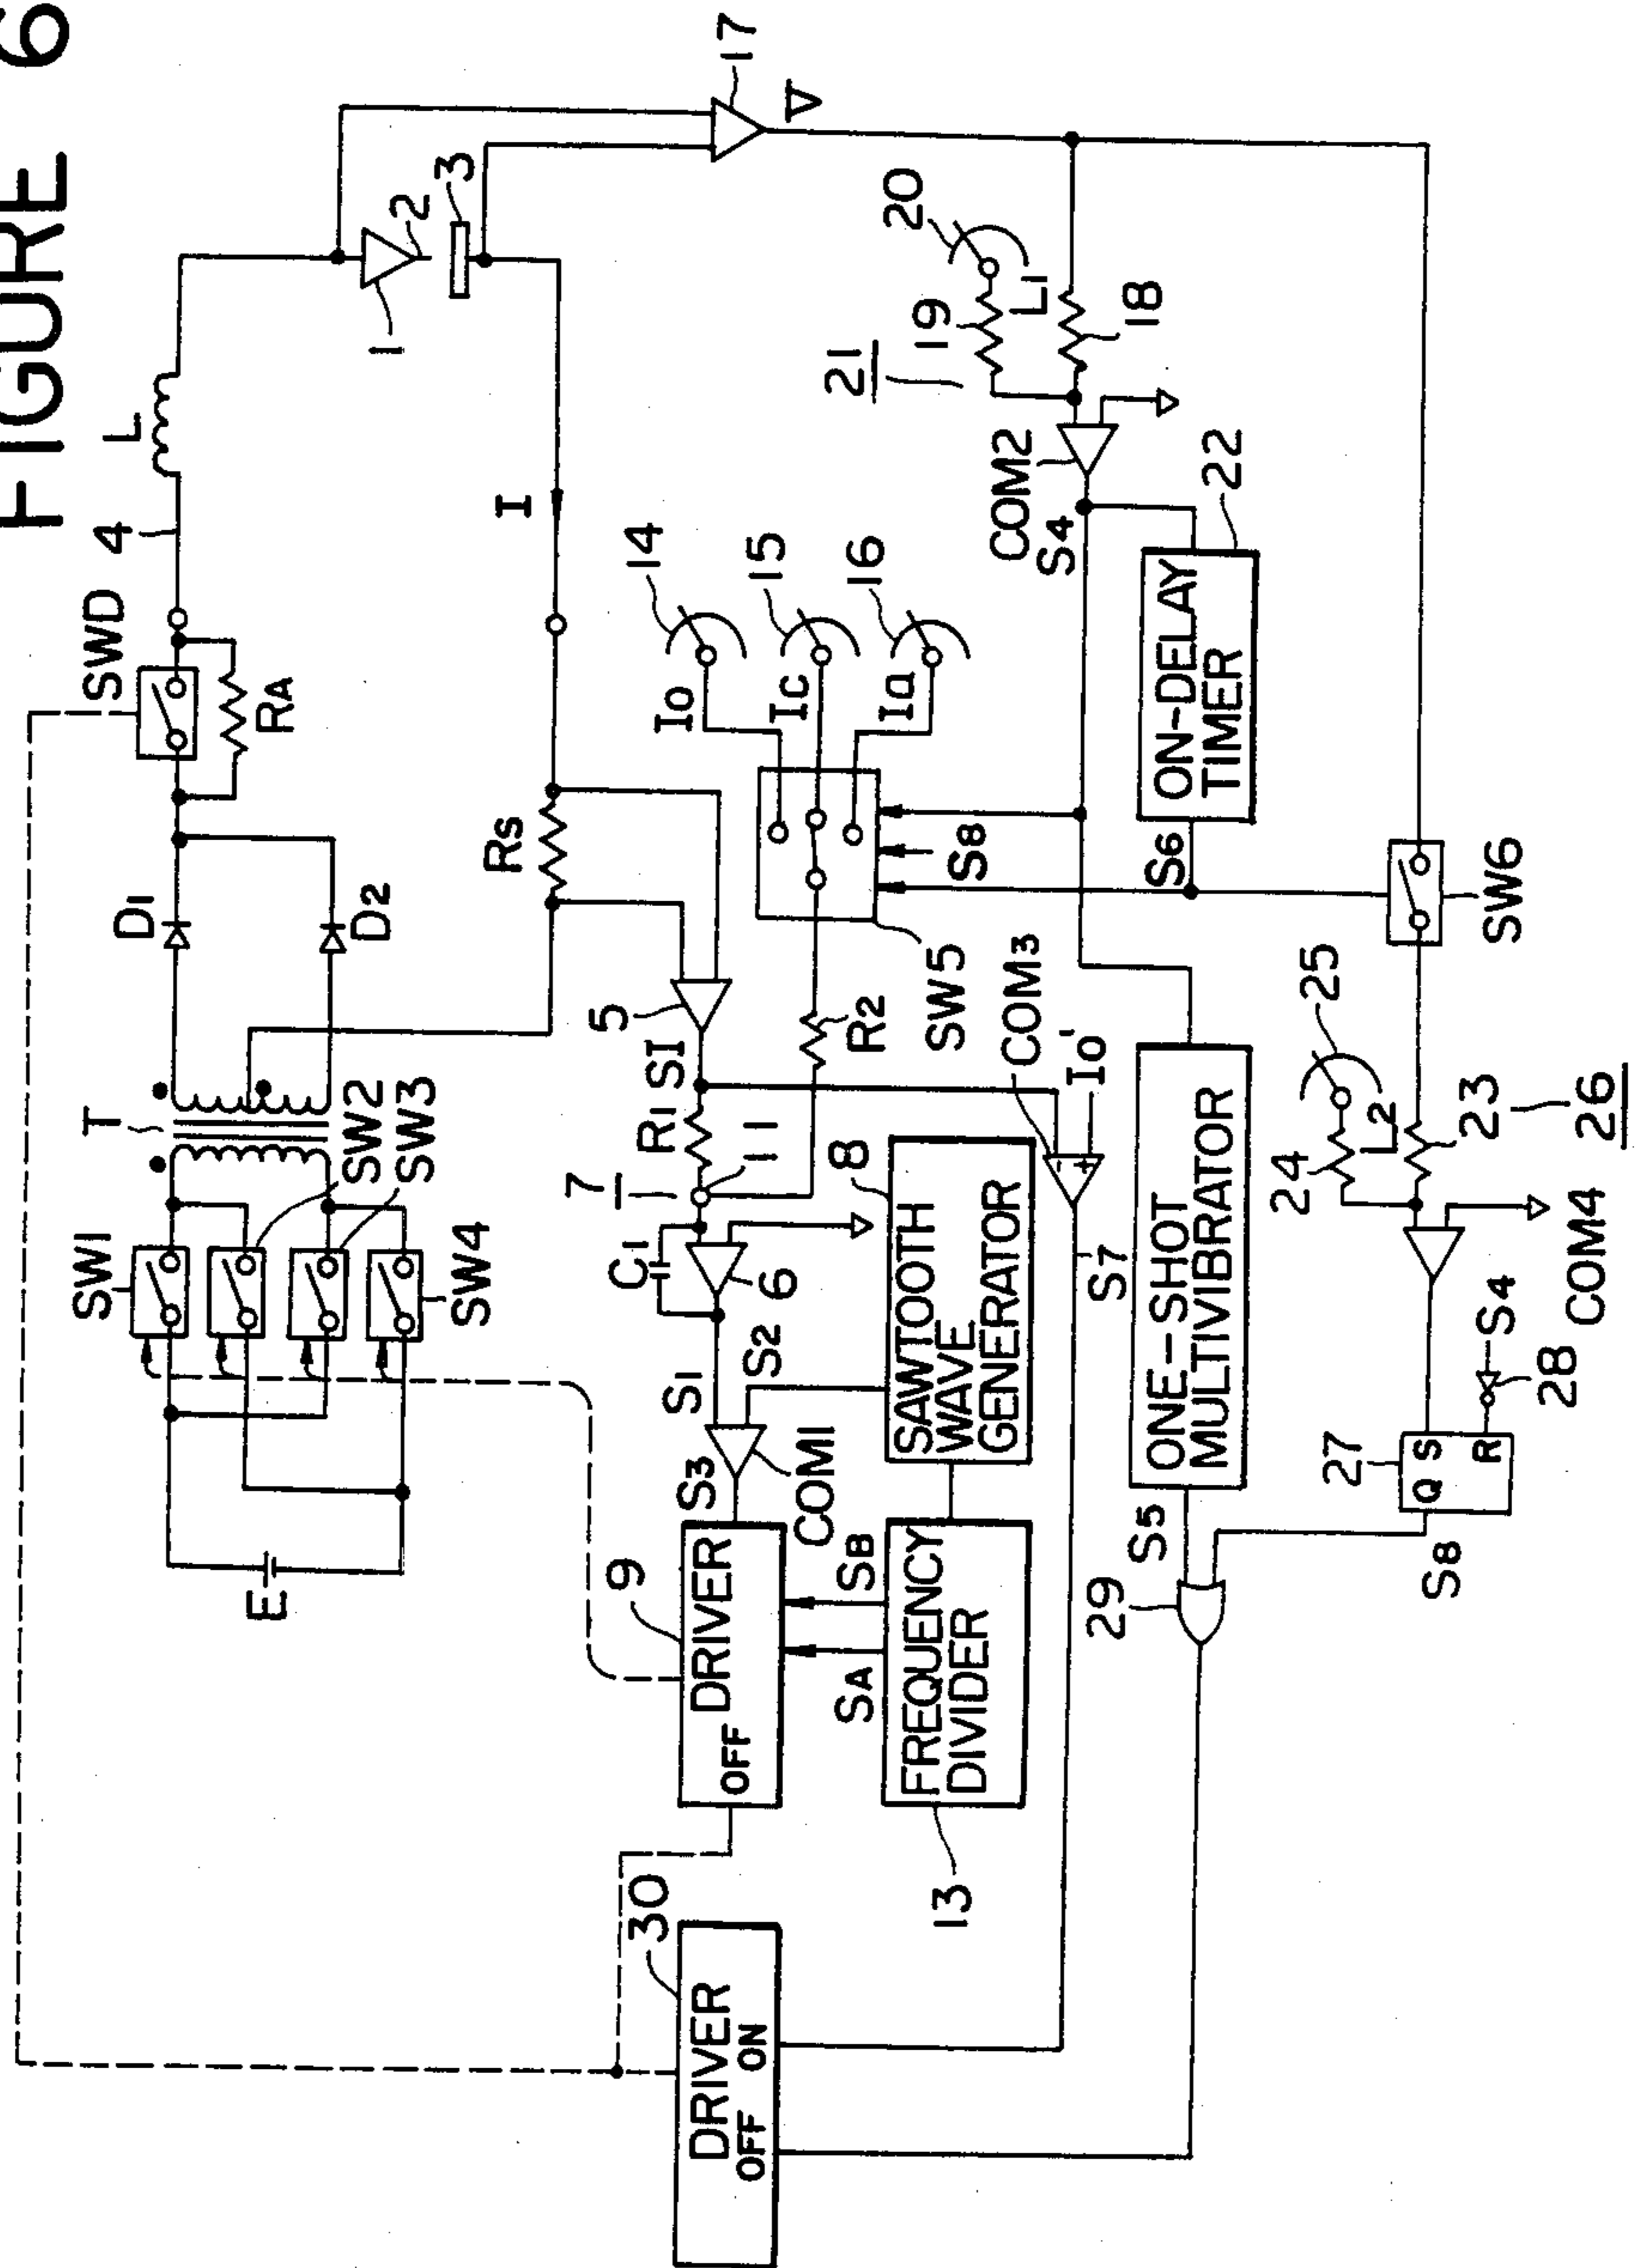 FIGURE 6
SWD
4
L
RA
D1
D2
T
SW1
SW2
SW3
SW4
E
1
2
3
I
Rs
17
V
5
SI
R1
7
11
C1
6
S1
S2
S3
COM1
9
DRIVER
OFF
30
DRIVER
OFF ON
14
15
16
Io
Ic
Ia
SW5
R2
S8
8
SAWTOOTH
WAVE
GENERATOR
SA
SB
FREQUENCY
DIVIDER
13
COM3
Io'
S7
20
19
L1
21
18
COM2
S4
22
ON-DELAY
TIMER
S6
ONE-SHOT
MULTIVIBRATOR
S5
29
SW6
25
24
L2
23
26
COM4
S4
28
27
Q S
R
S8